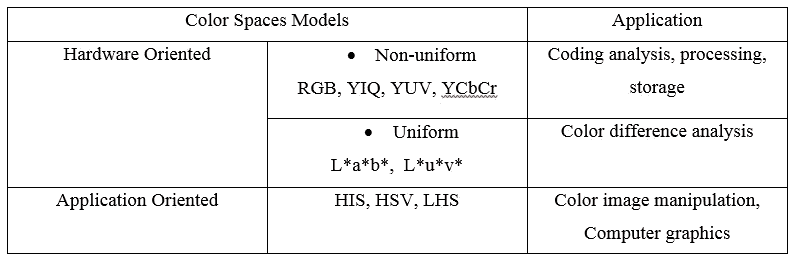 Color Spaces Models
Application
Hardware Oriented
• Non-uniform
RGB, YIQ, YUV, YCbCr
Coding analysis, processing,
storage
• Uniform
L*a*b*, L*u*v*
Color difference analysis
Application Oriented
HIS, HSV, LHS
Color image manipulation,
Computer graphics